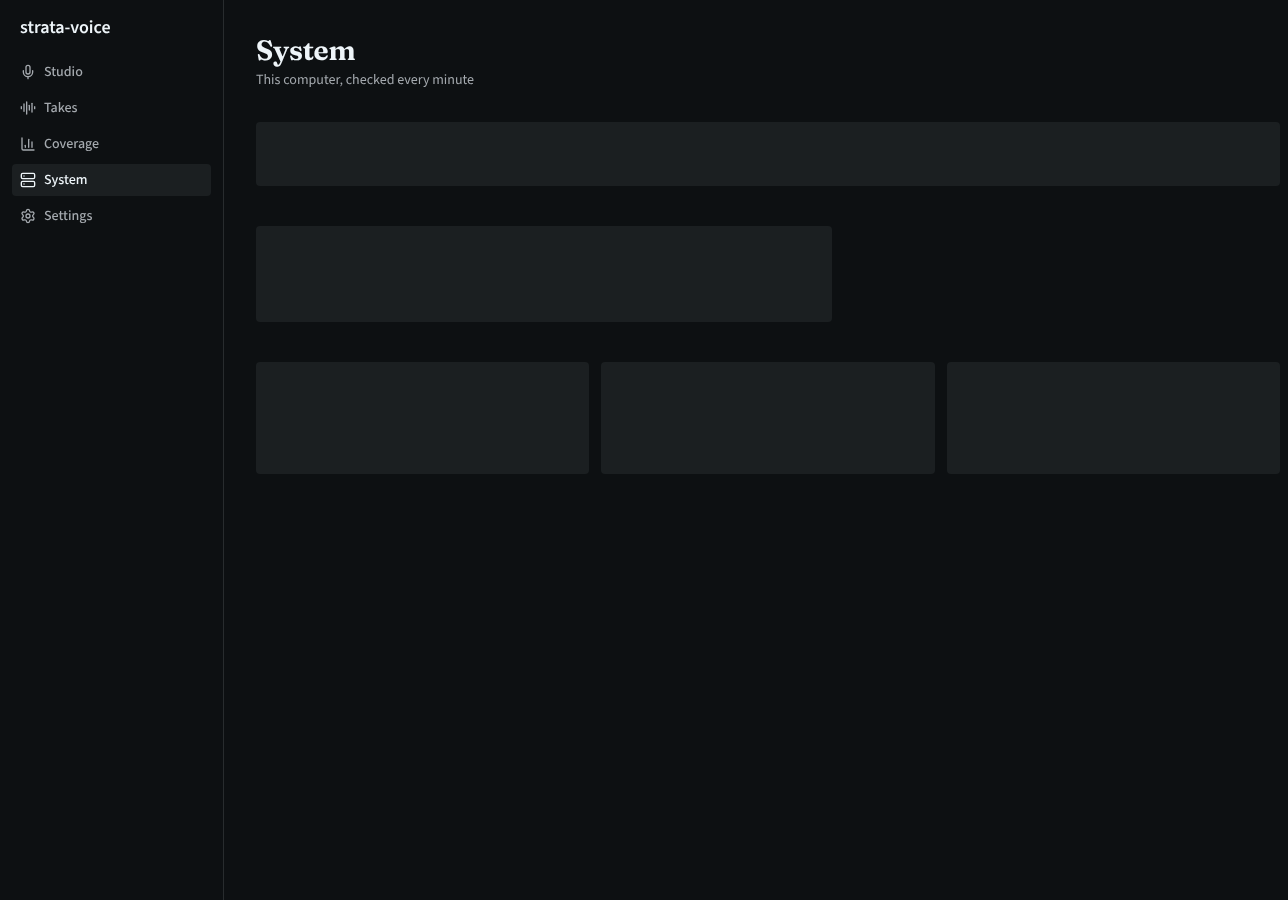 strata-voice
Studio
Takes
Coverage
System
Settings
System
This computer, checked every minute